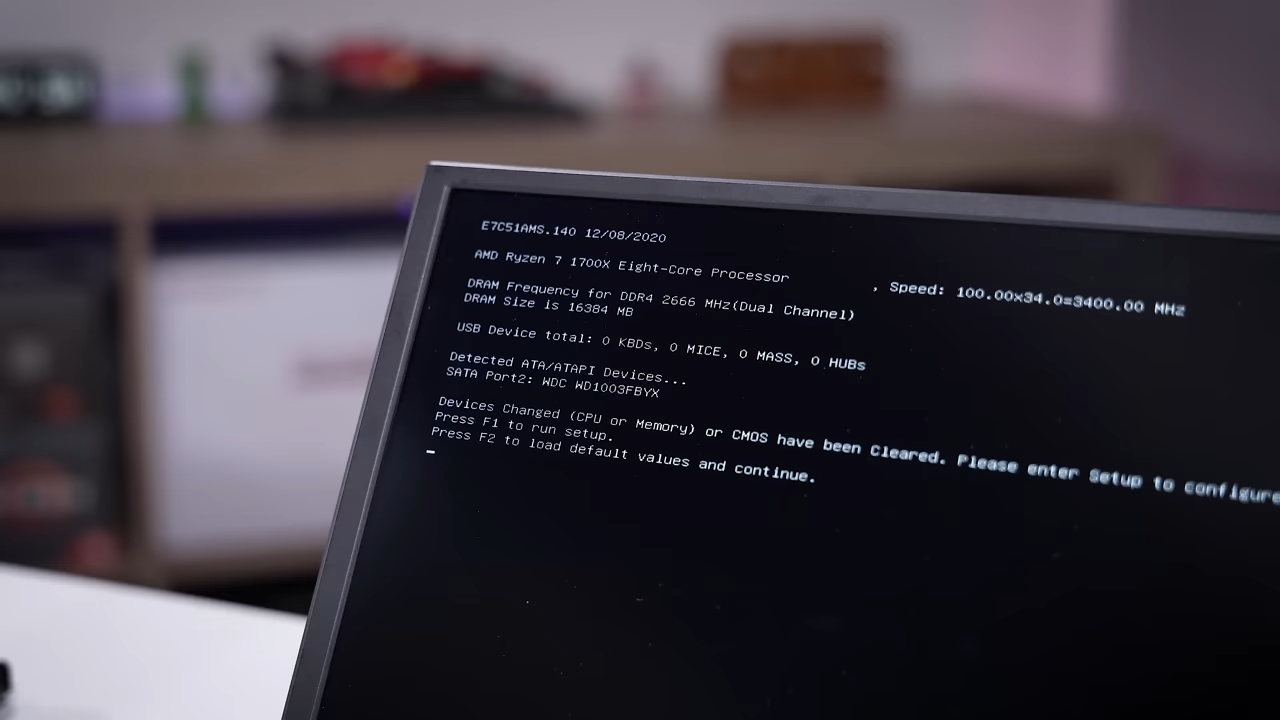 E7C51AMS.140 12/08/2020
AMD Ryzen 7 1700X Eight-Core Processor , Speed: 100.00x34.0=3400.00 MHz
DRAM Frequency for DDR4 2666 MHz(Dual Channel)
DRAM Size is 16384 MB
USB Device total: 0 KBDs, 0 MICE, 0 MASS, 0 HUBs
Detected ATA/ATAPI Devices...
SATA Port2: WDC WD1003FBYX
Devices Changed (CPU or Memory) or CMOS have been Cleared. Please enter Setup to configure
Press F1 to run setup.
Press F2 to load default values and continue.